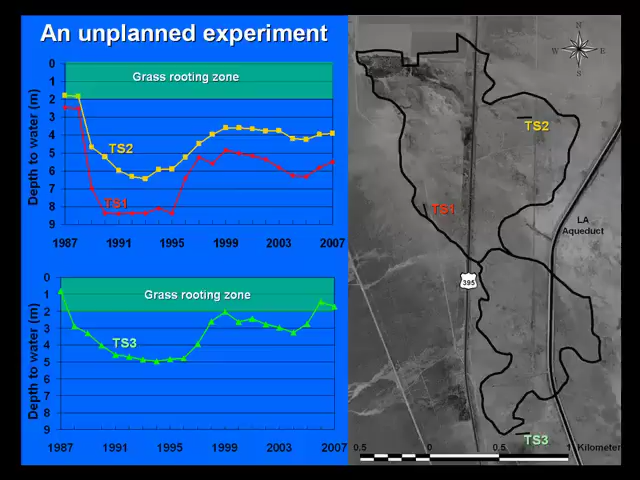 An unplanned experiment
Depth to water (m)
0
1
2
3
4
5
6
7
8
9
Grass rooting zone
TS2
TS1
1987
1991
1995
1999
2003
2007
Depth to water (m)
0
1
2
3
4
5
6
7
8
9
Grass rooting zone
TS3
1987
1991
1995
1999
2003
2007
N
W
E
S
TS2
TS1
LA
Aqueduct
395
TS3
0.5
0
0.5
1 Kilometer